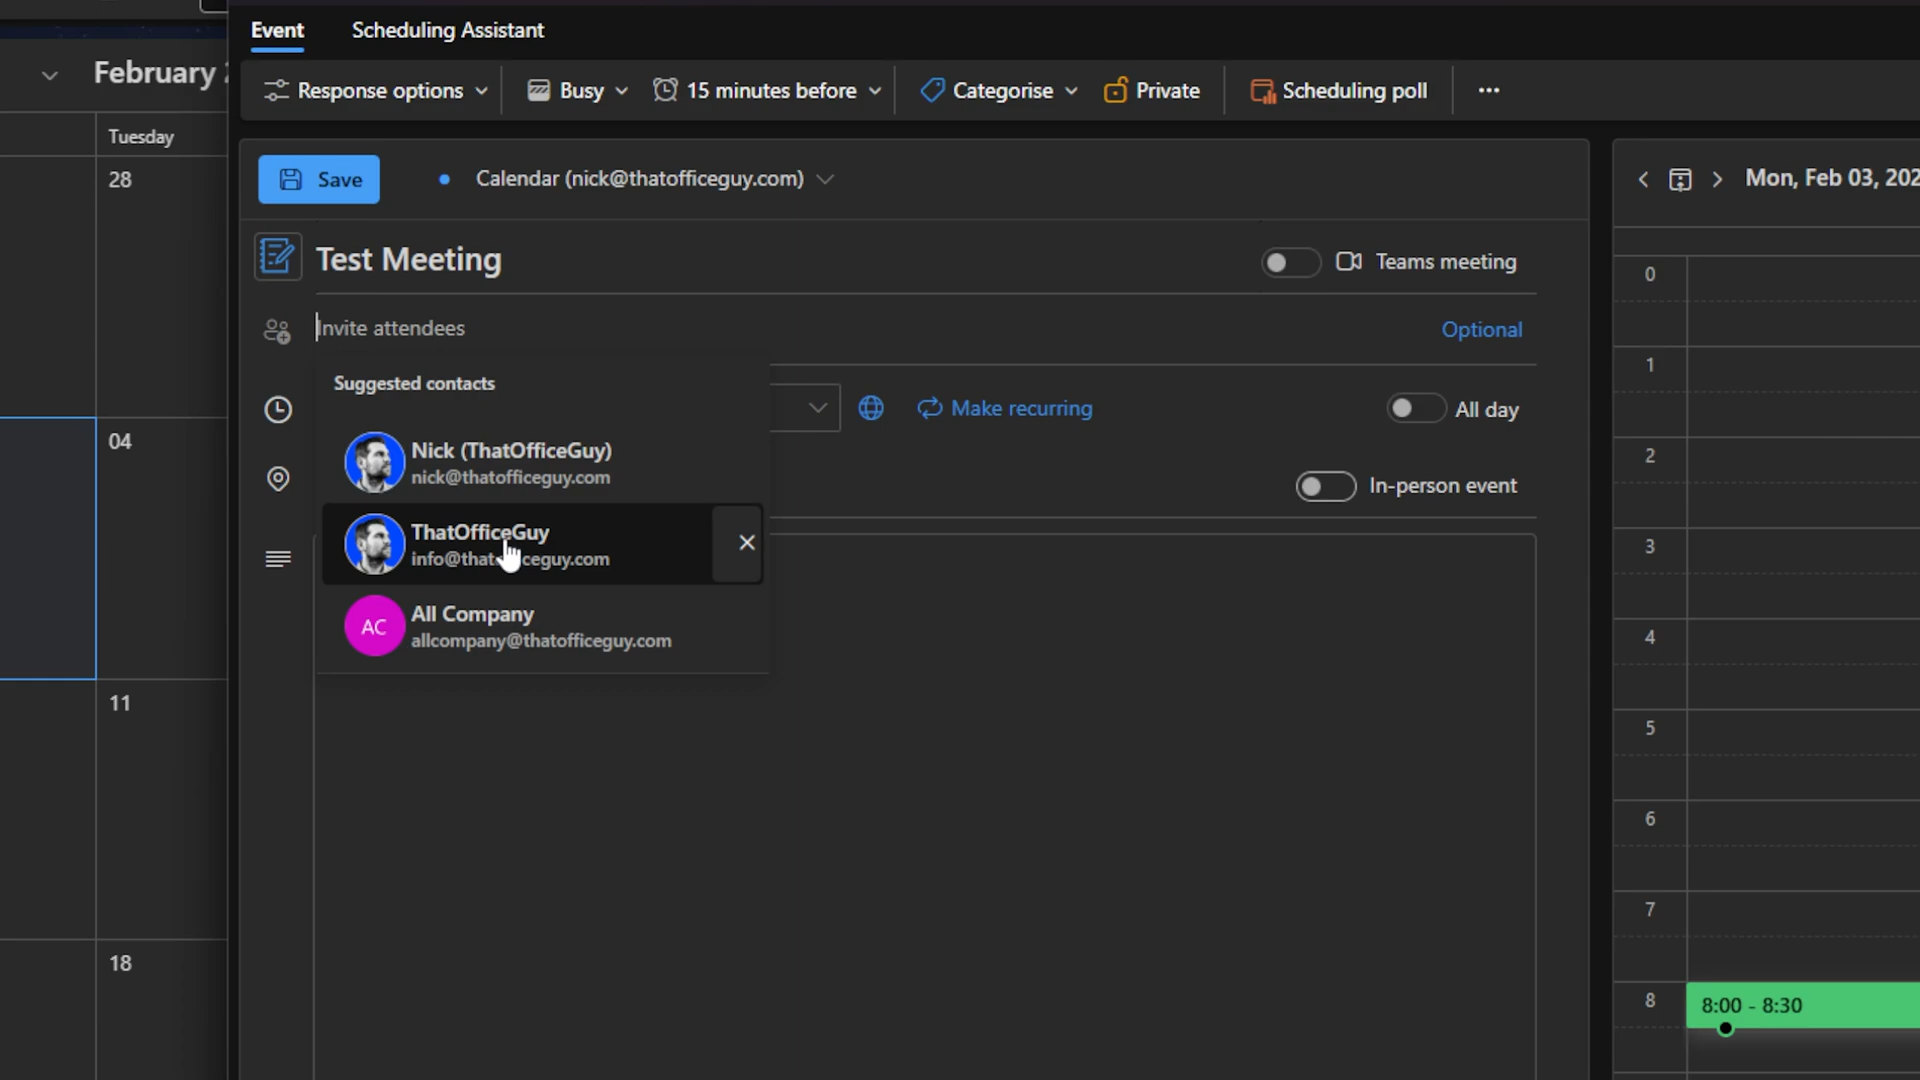 Event Scheduling Assistant
February
Response options Busy 15 minutes before Categorise Private Scheduling poll ...
Tuesday
28
04
11
18
Save Calendar (nick@thatofficeguy.com)
Test Meeting Teams meeting
Invite attendees Optional
Suggested contacts
Make recurring All day
In-person event
Nick (ThatOfficeGuy)
nick@thatofficeguy.com
ThatOfficeGuy
AC
All Company
allcompany@thatofficeguy.com
Mon, Feb 03,
0
1
2
3
4
5
6
7
8
8:00 - 8:30